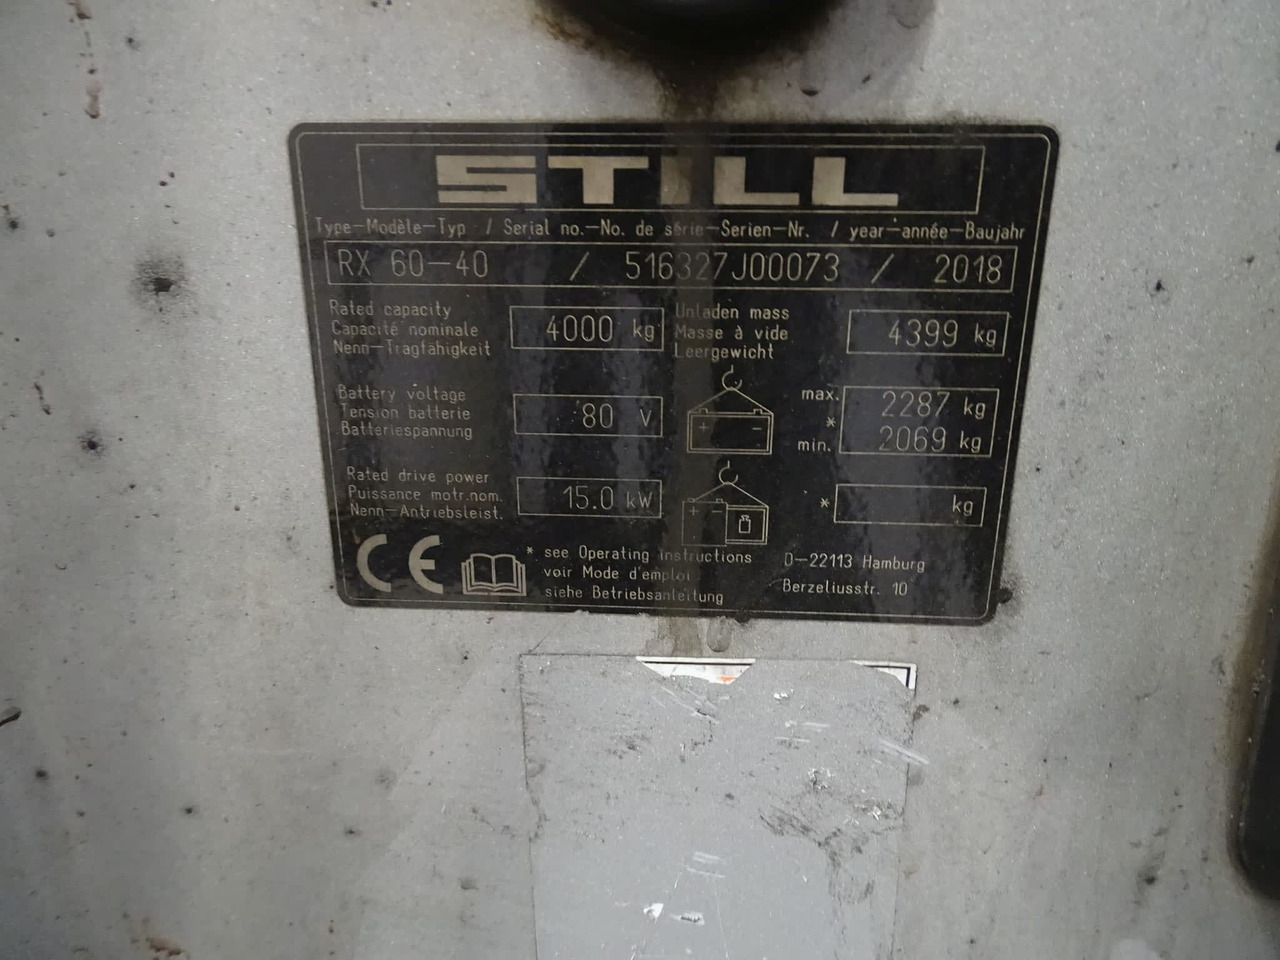 STILL
Type-Modèle-Typ / Serial no.-No. de série-Serien-Nr. / year-année-Baujahr
RX 60-40 / 516327J00073 / 2018
Rated capacity
Capacité nominale
Nenn-Tragfähigkeit
4000 kg
Unladen mass
Masse à vide
Leergewicht
4399 kg
Battery voltage
Tension batterie
Batteriespannung
80 V
+ -
max. 2287 kg
*
min. 2069 kg
Rated drive power
Puissance motr.nom.
Nenn-Antriebsleist.
15.0 kW
+ -
* kg
CE
* see Operating instructions
voir Mode d'emploi
siehe Betriebsanleitung
D-22113 Hamburg
Berzeliusstr. 10